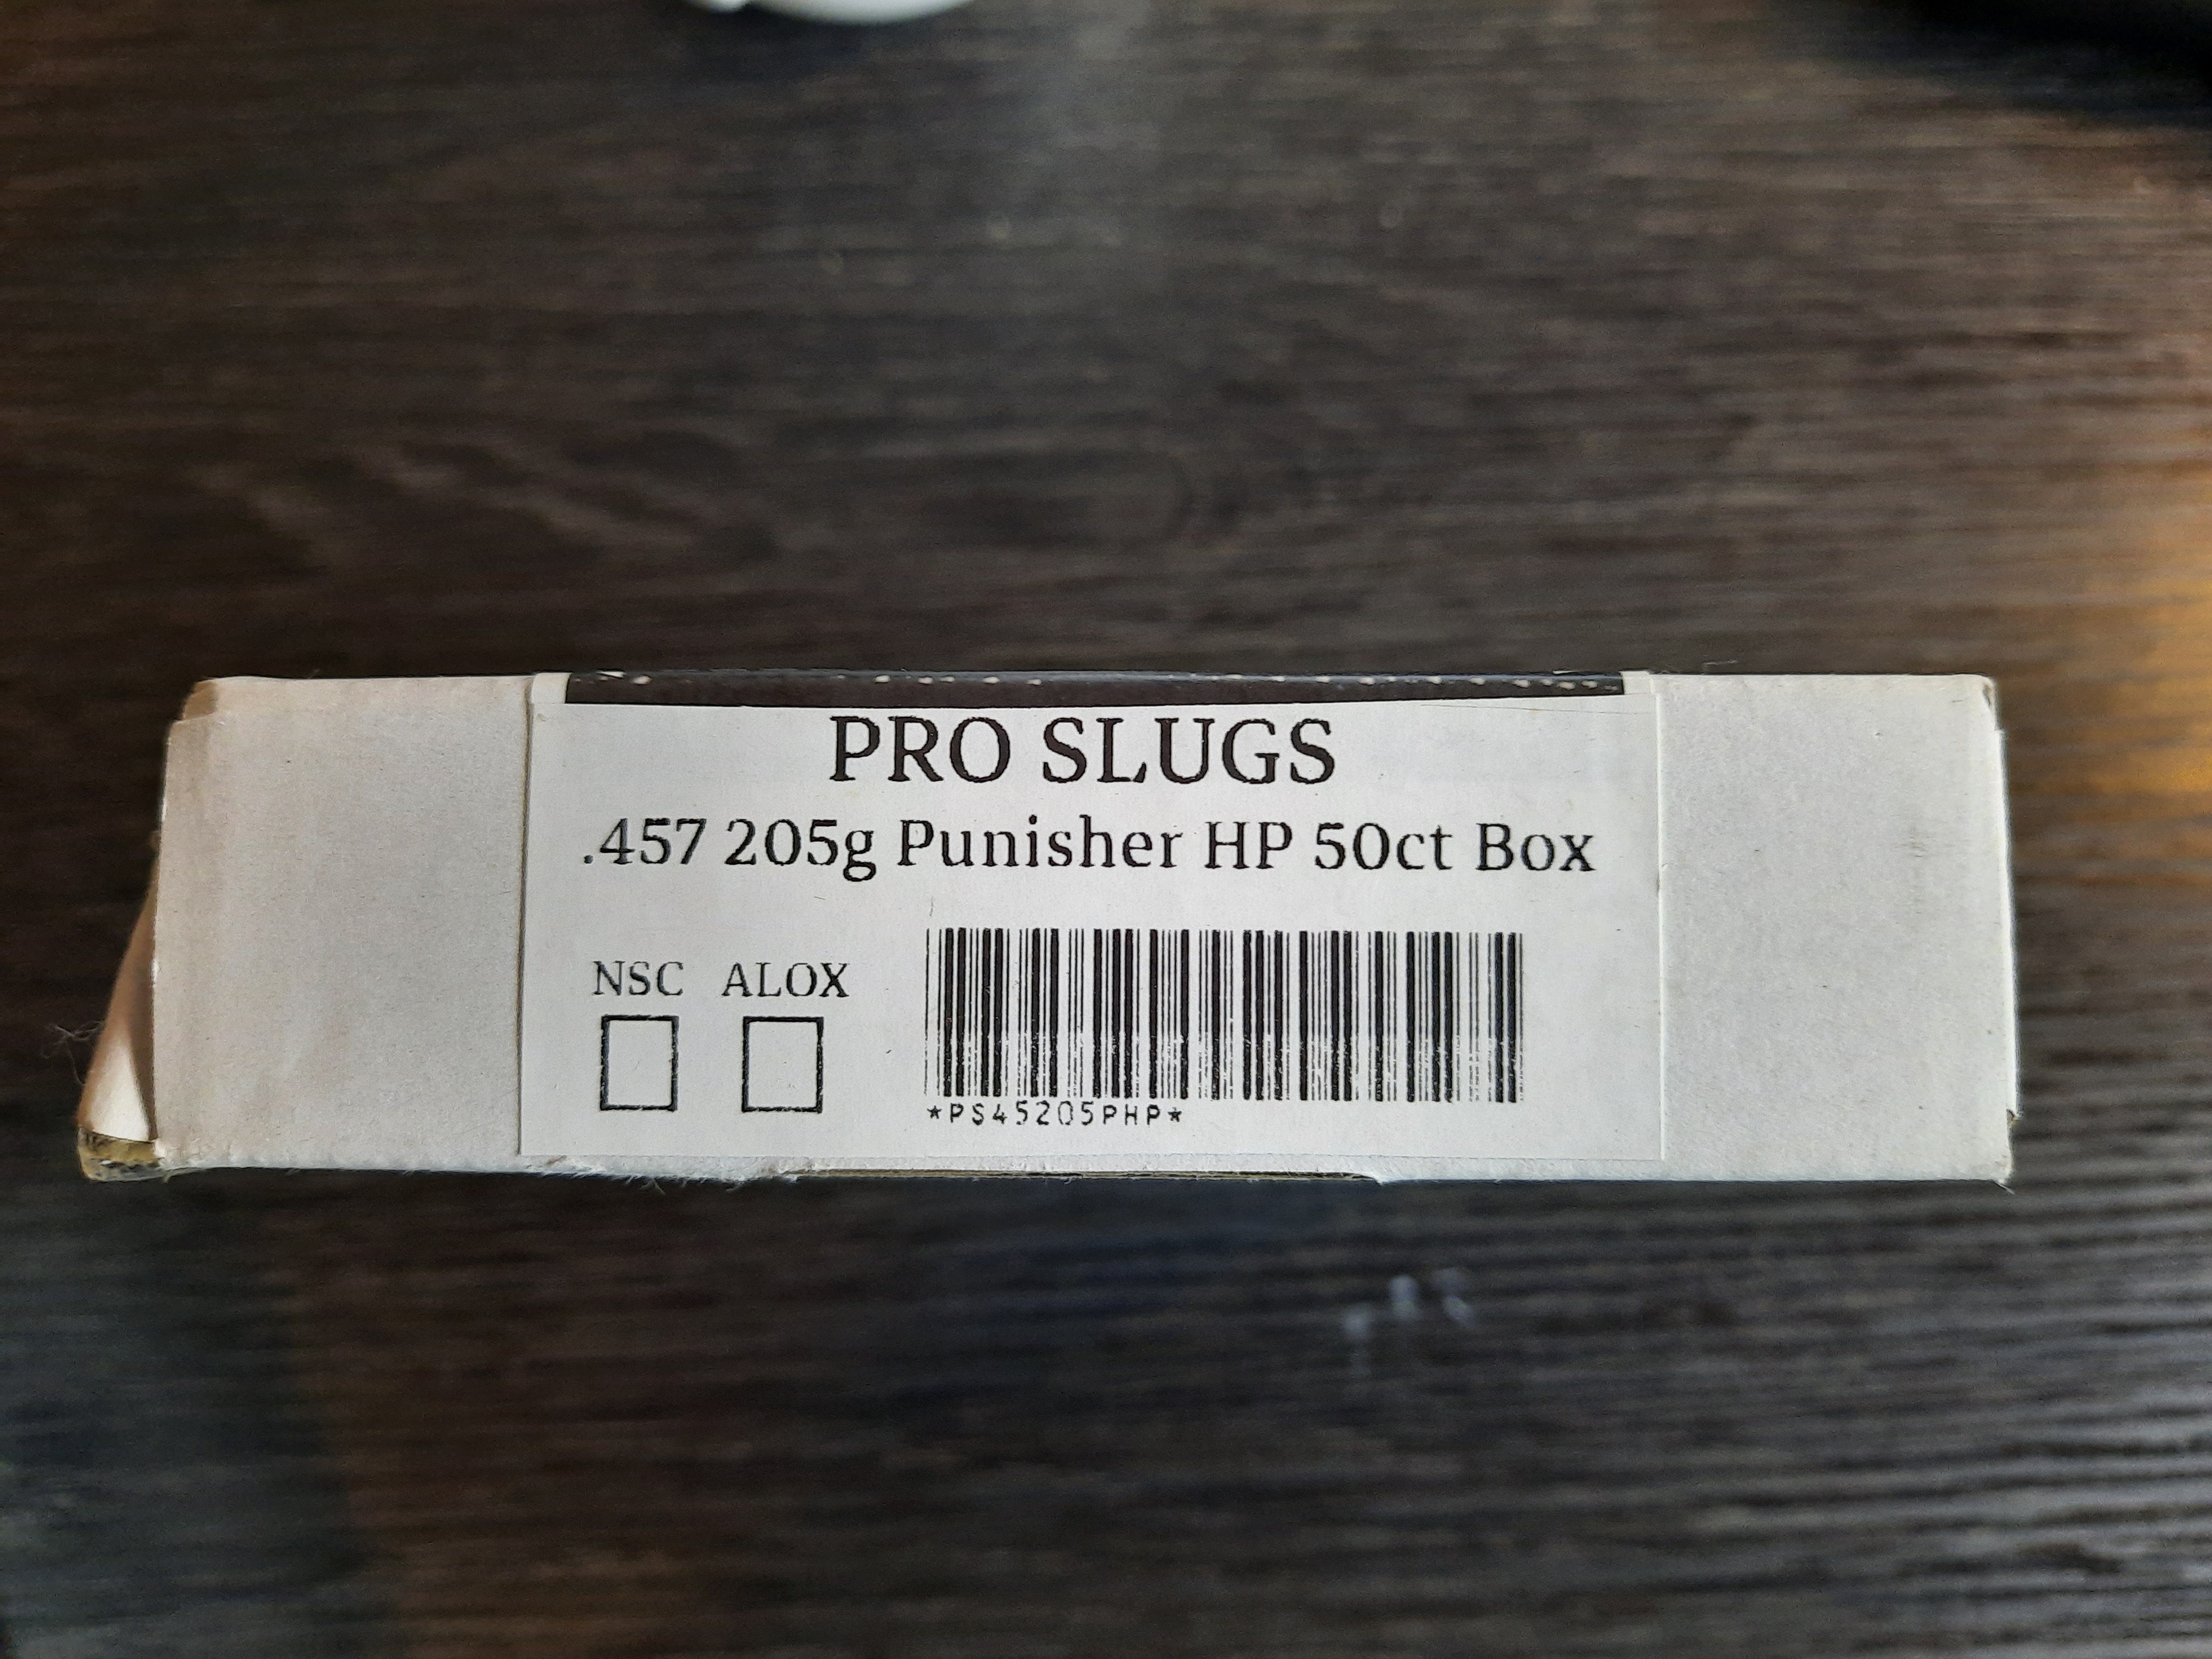 PRO SLUGS
.457 205g Punisher HP 50ct Box
NSC ALOX
*PS45205PHP*